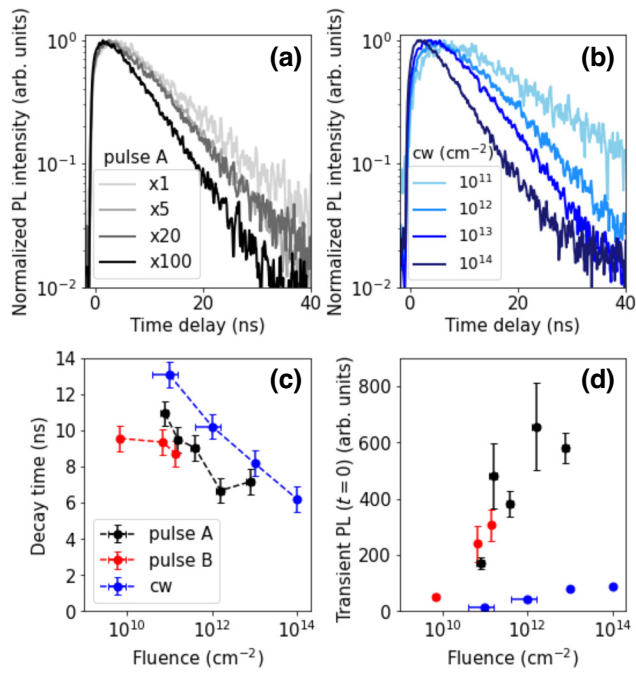 (a)
Normalized PL intensity (arb. units)
10⁰
10⁻¹
10⁻²
pulse A
x1
x5
x20
x100
0 20 40
Time delay (ns)
(b)
Normalized PL intensity (arb. units)
10⁰
10⁻¹
10⁻²
cw (cm⁻²)
10¹¹
10¹²
10¹³
10¹⁴
0 20 40
Time delay (ns)
(c)
Decay time (ns)
14
12
10
8
6
4
2
0
pulse A
pulse B
cw
10¹⁰ 10¹² 10¹⁴
Fluence (cm⁻²)
(d)
Transient PL (t = 0) (arb. units)
800
600
400
200
0
10¹⁰ 10¹² 10¹⁴
Fluence (cm⁻²)